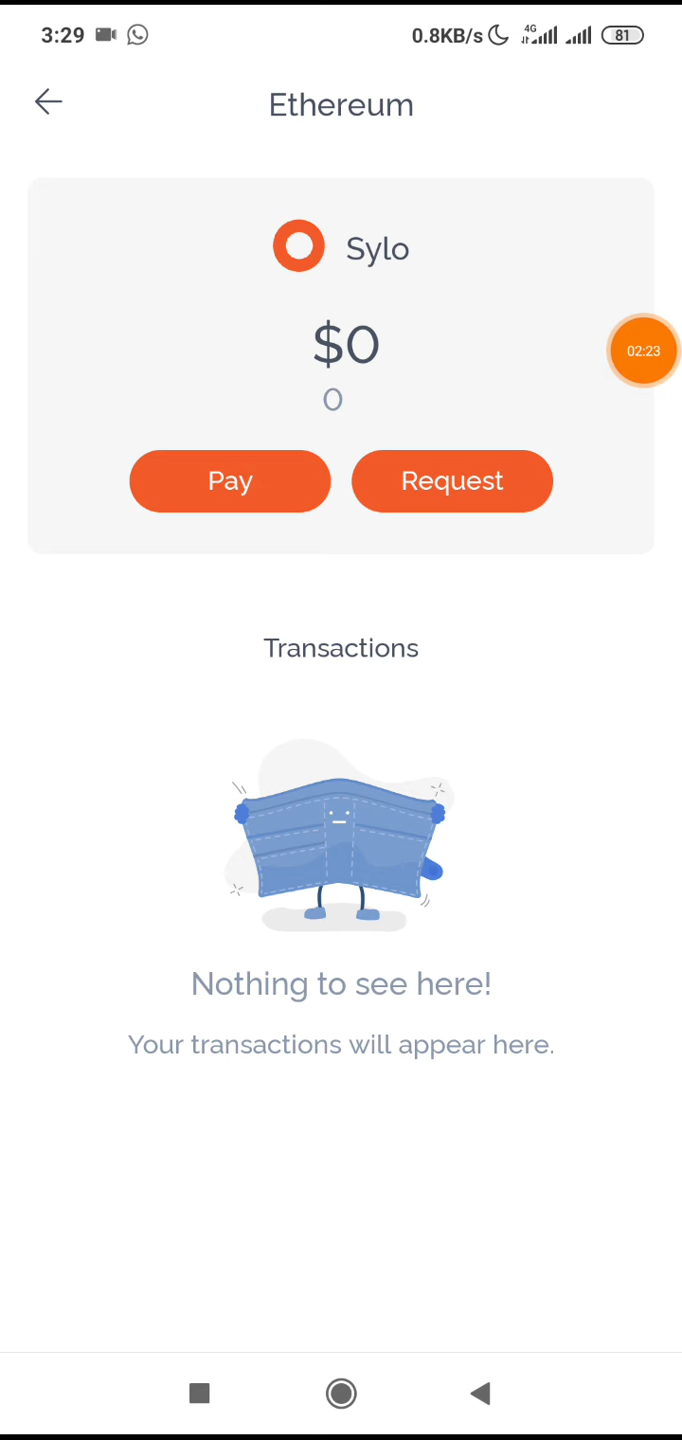 3:29 0.8KB/s 4G 81
Ethereum
Sylo
$0
02:23
0
Pay Request
Transactions
Nothing to see here!
Your transactions will appear here.